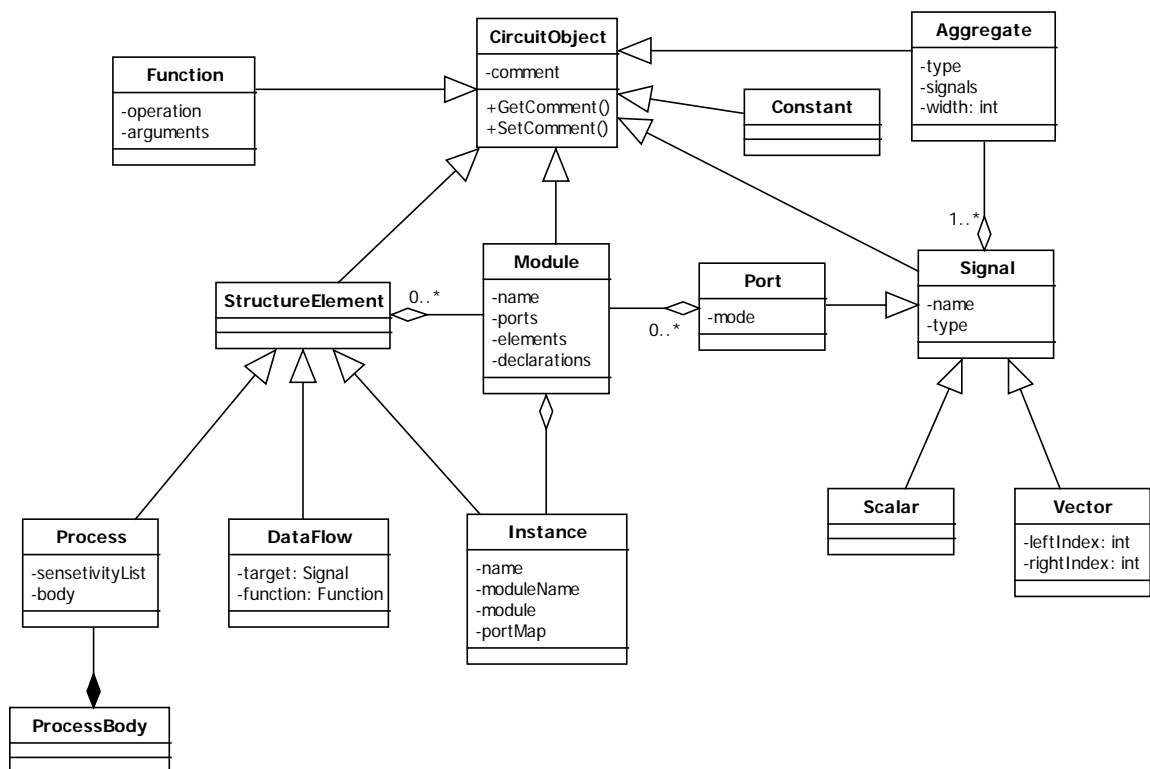 CircuitObject
-comment
+GetComment()
+SetComment()
Aggregate
-type
-signals
-width: int
Function
-operation
-arguments
Constant
1..*
Module
-name
-ports
-elements
-declarations
Signal
-name
-type
Port
-mode
0..*
StructureElement
0..*
Scalar
Vector
-leftIndex: int
-rightIndex: int
Process
-sensetivityList
-body
DataFlow
-target: Signal
-function: Function
Instance
-name
-moduleName
-module
-portMap
ProcessBody